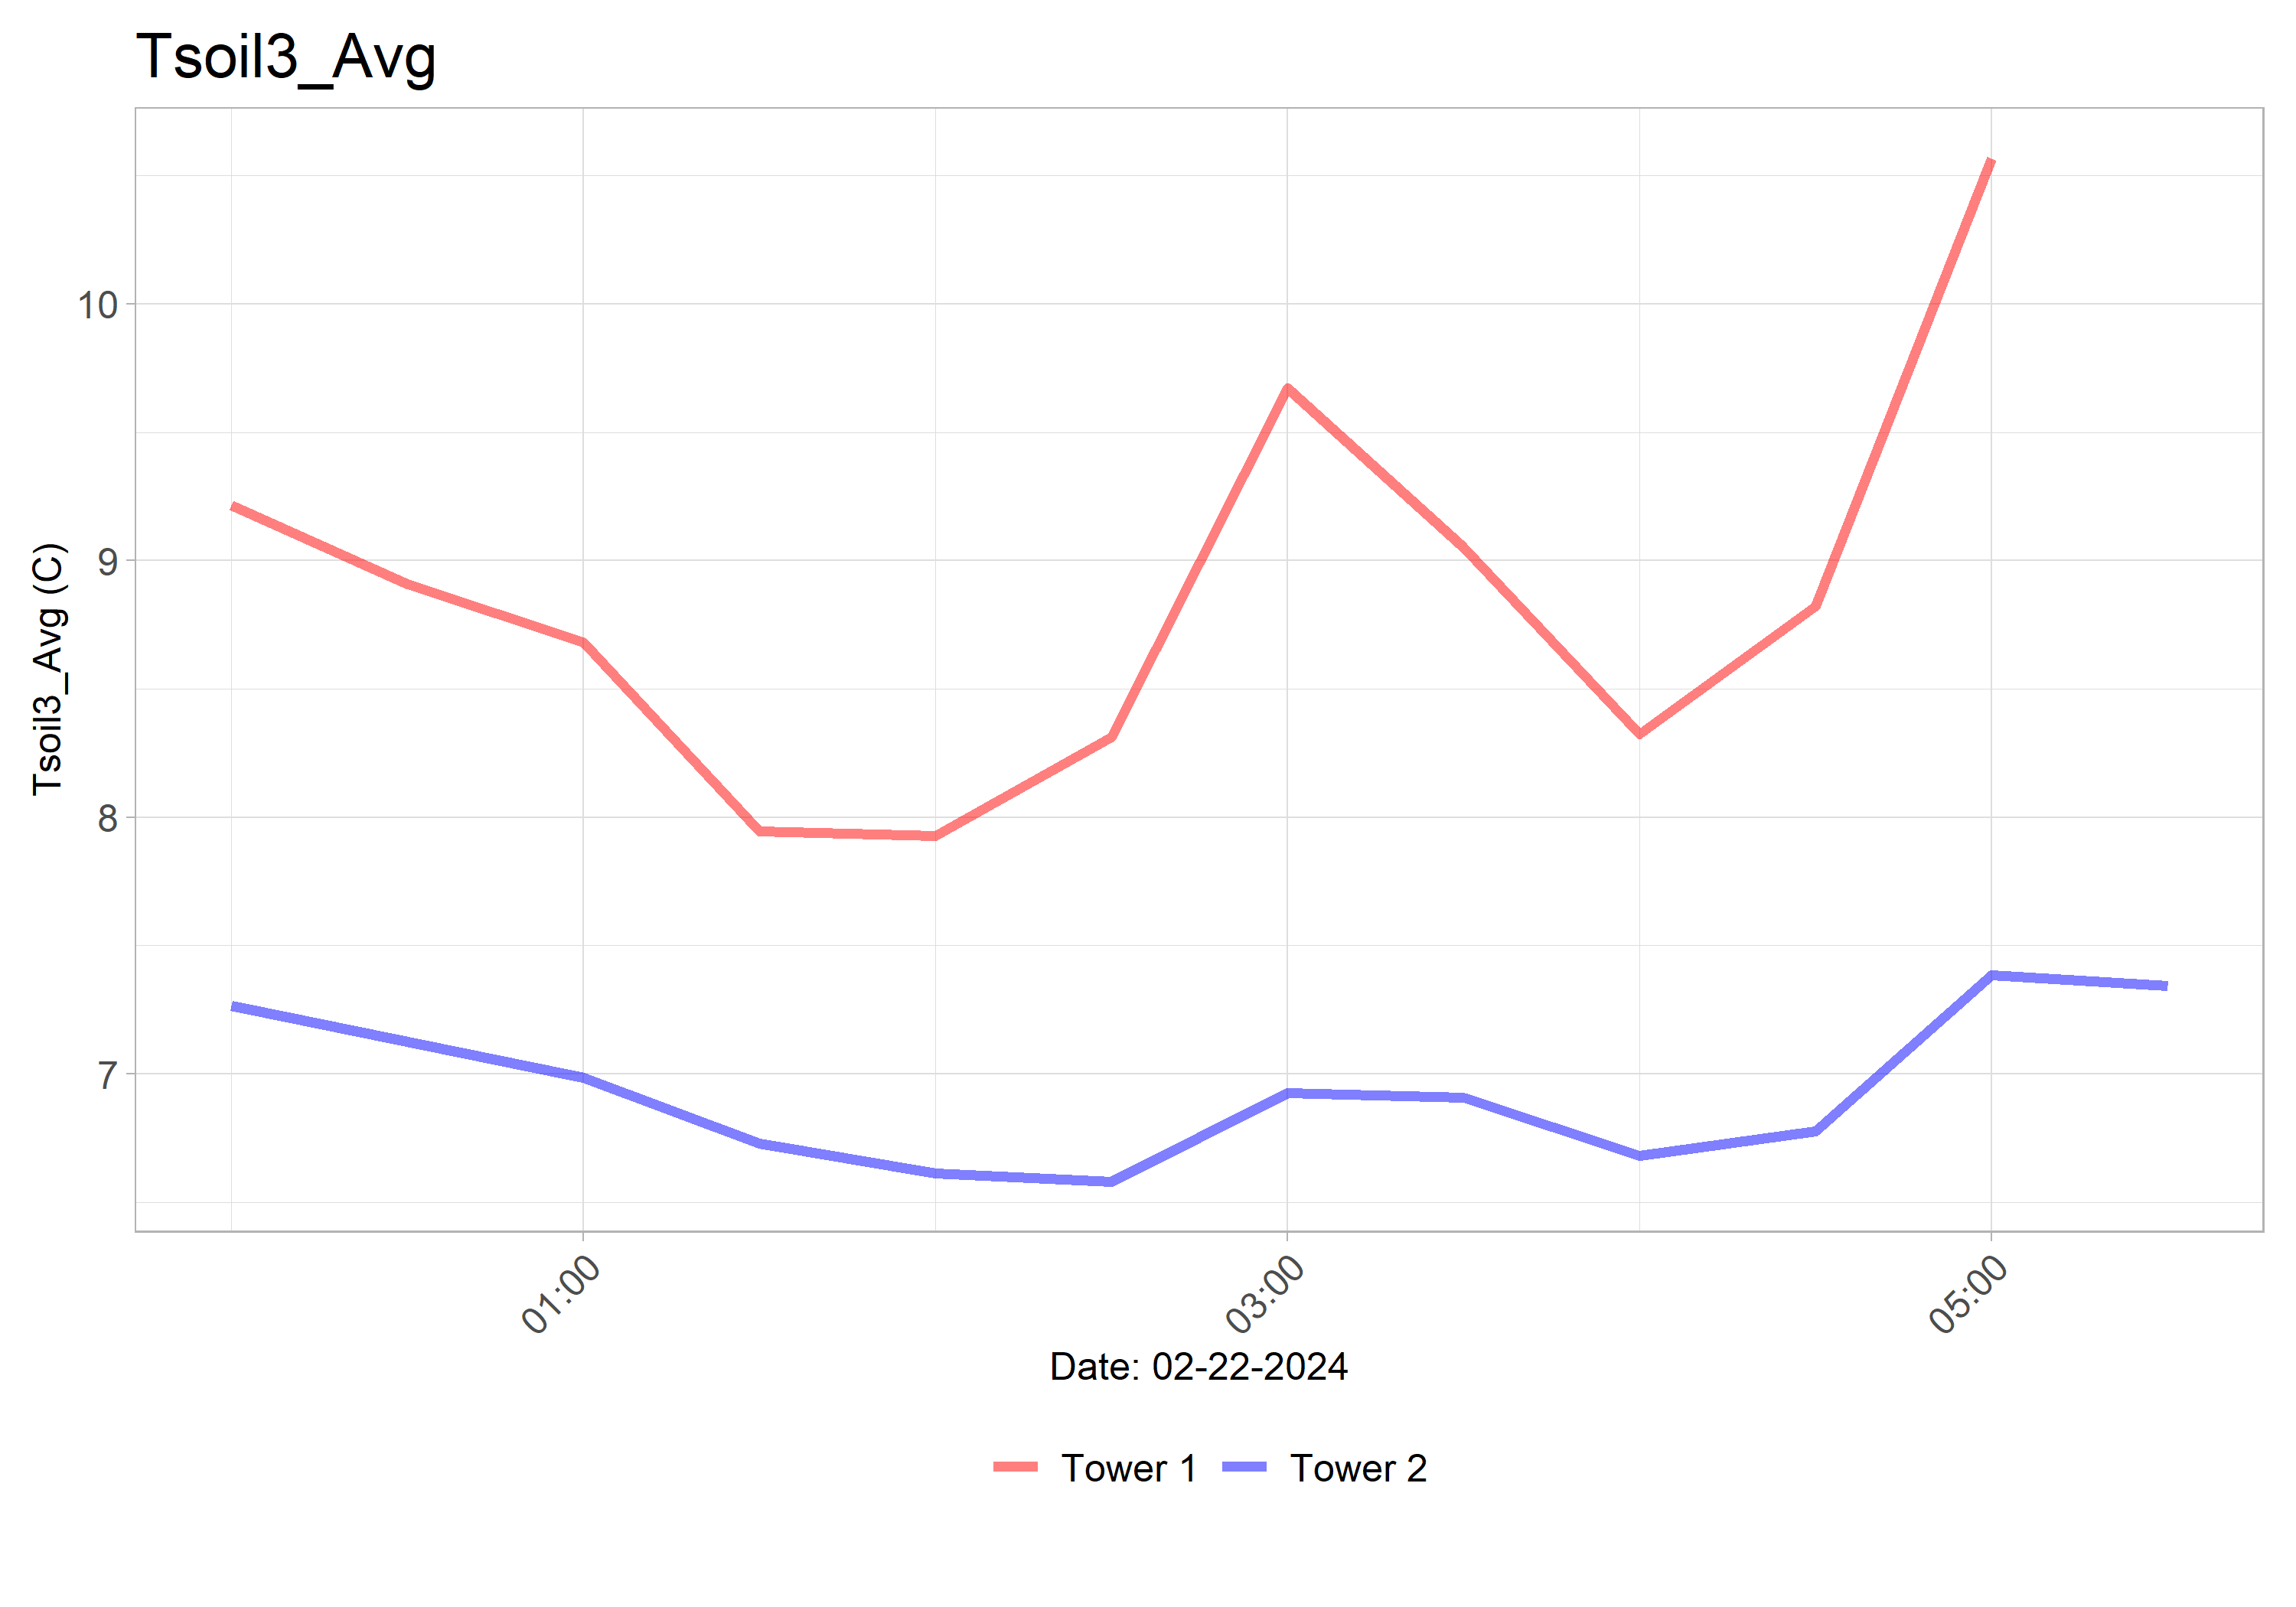 Tsoil3_Avg
Tsoil3_Avg (C)
10
9
8
7
01:00
03:00
05:00
Date: 02-22-2024
Tower 1
Tower 2